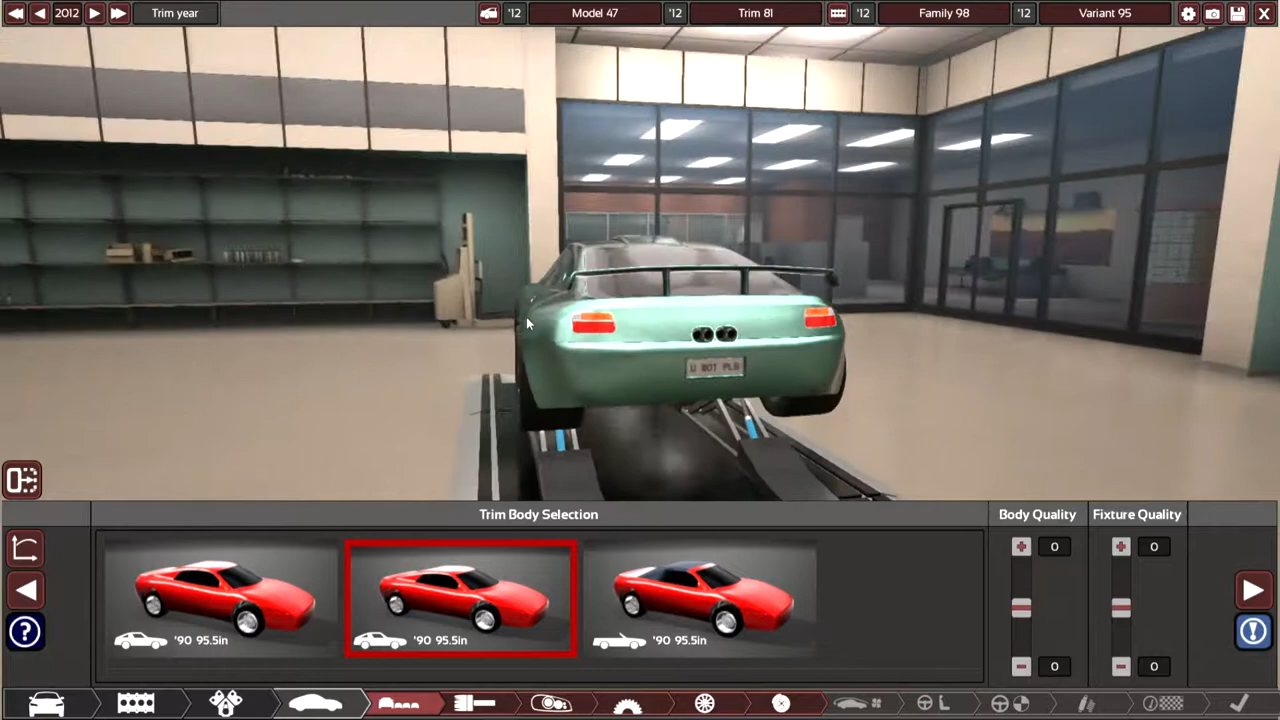 2012 Trim year '12 Model 47 '12 Trim 81 '12 Family 98 '12 Variant 95
U BOT PLB
Trim Body Selection Body Quality Fixture Quality
0 0
'90 95.5in '90 95.5in '90 95.5in
0 0